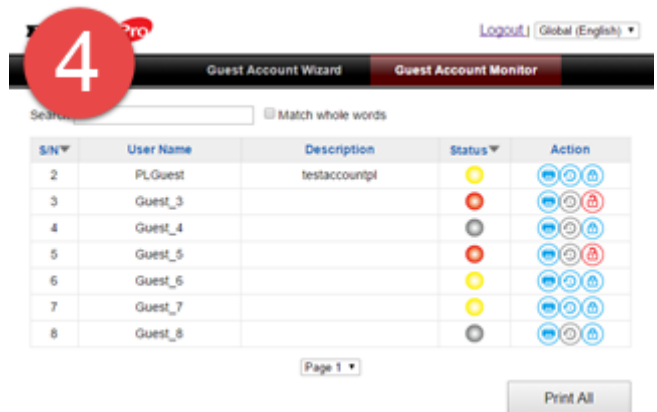 4
Pro
Logout | Global (English)
Guest Account Wizard Guest Account Monitor
Search Match whole words
S/N User Name Description Status Action
2 PLGuest testaccountpl
3 Guest_3
4 Guest_4
5 Guest_5
6 Guest_6
7 Guest_7
8 Guest_8
Page 1
Print All